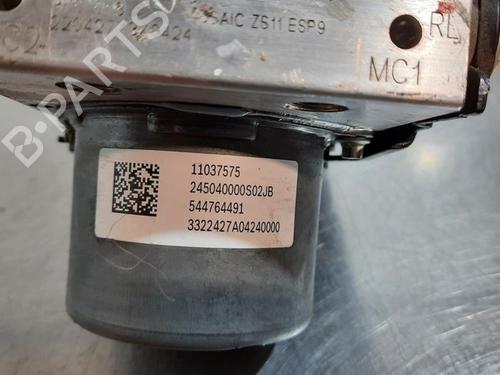 SAIC ZS11 ESP9
RL
MC1
11037575
245040000S02JB
544764491
3322427A04240000
B-PARTS